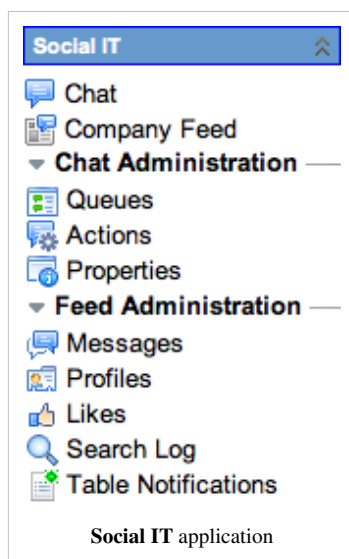 Social IT
Chat
Company Feed
Chat Administration
Queues
Actions
Properties
Feed Administration
Messages
Profiles
Likes
Search Log
Table Notifications
Social IT application